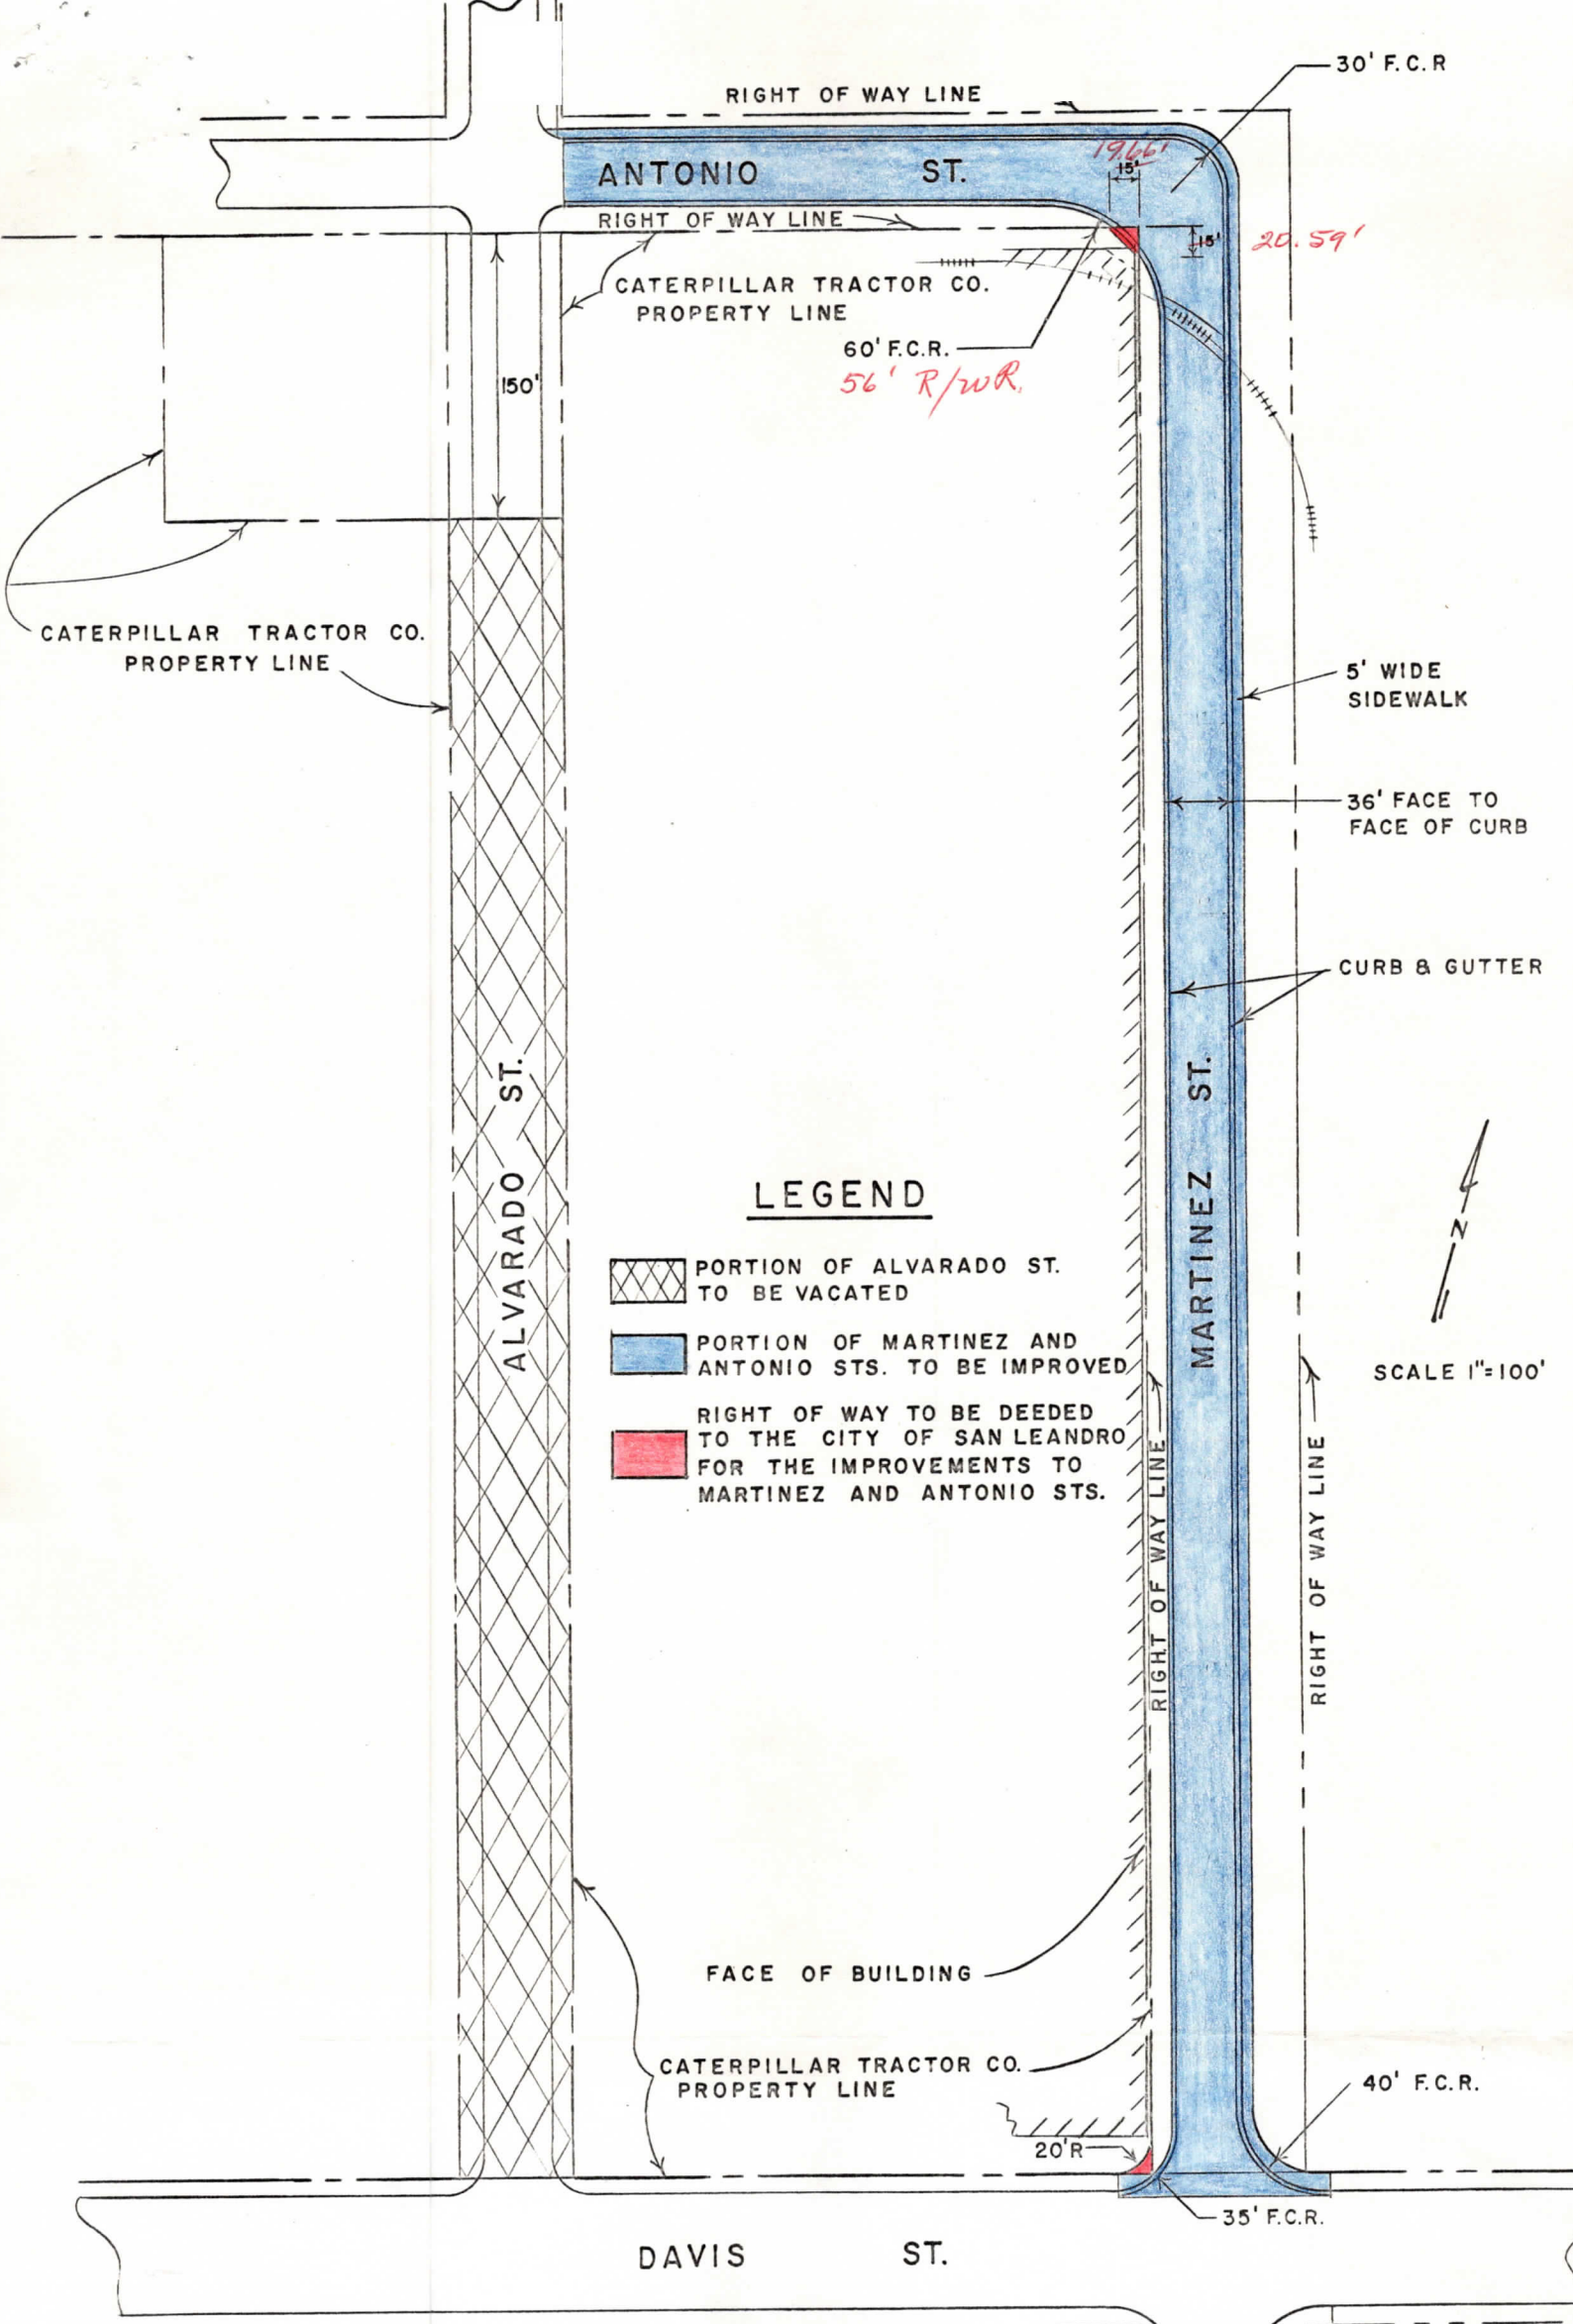 30' F.C.R
RIGHT OF WAY LINE
ANTONIO ST.
19.66'
15'
RIGHT OF WAY LINE
15'
20.59'
CATERPILLAR TRACTOR CO.
PROPERTY LINE
60' F.C.R.
56' R/W R.
150'
CATERPILLAR TRACTOR CO.
PROPERTY LINE
5' WIDE
SIDEWALK
36' FACE TO
FACE OF CURB
CURB & GUTTER
ALVARADO ST.
MARTINEZ ST.
LEGEND
PORTION OF ALVARADO ST.
TO BE VACATED
PORTION OF MARTINEZ AND
ANTONIO STS. TO BE IMPROVED
RIGHT OF WAY TO BE DEEDED
TO THE CITY OF SAN LEANDRO
FOR THE IMPROVEMENTS TO
MARTINEZ AND ANTONIO STS.
N
SCALE 1"=100'
RIGHT OF WAY LINE
RIGHT OF WAY LINE
FACE OF BUILDING
CATERPILLAR TRACTOR CO.
PROPERTY LINE
40' F.C.R.
20'R
35' F.C.R.
DAVIS ST.